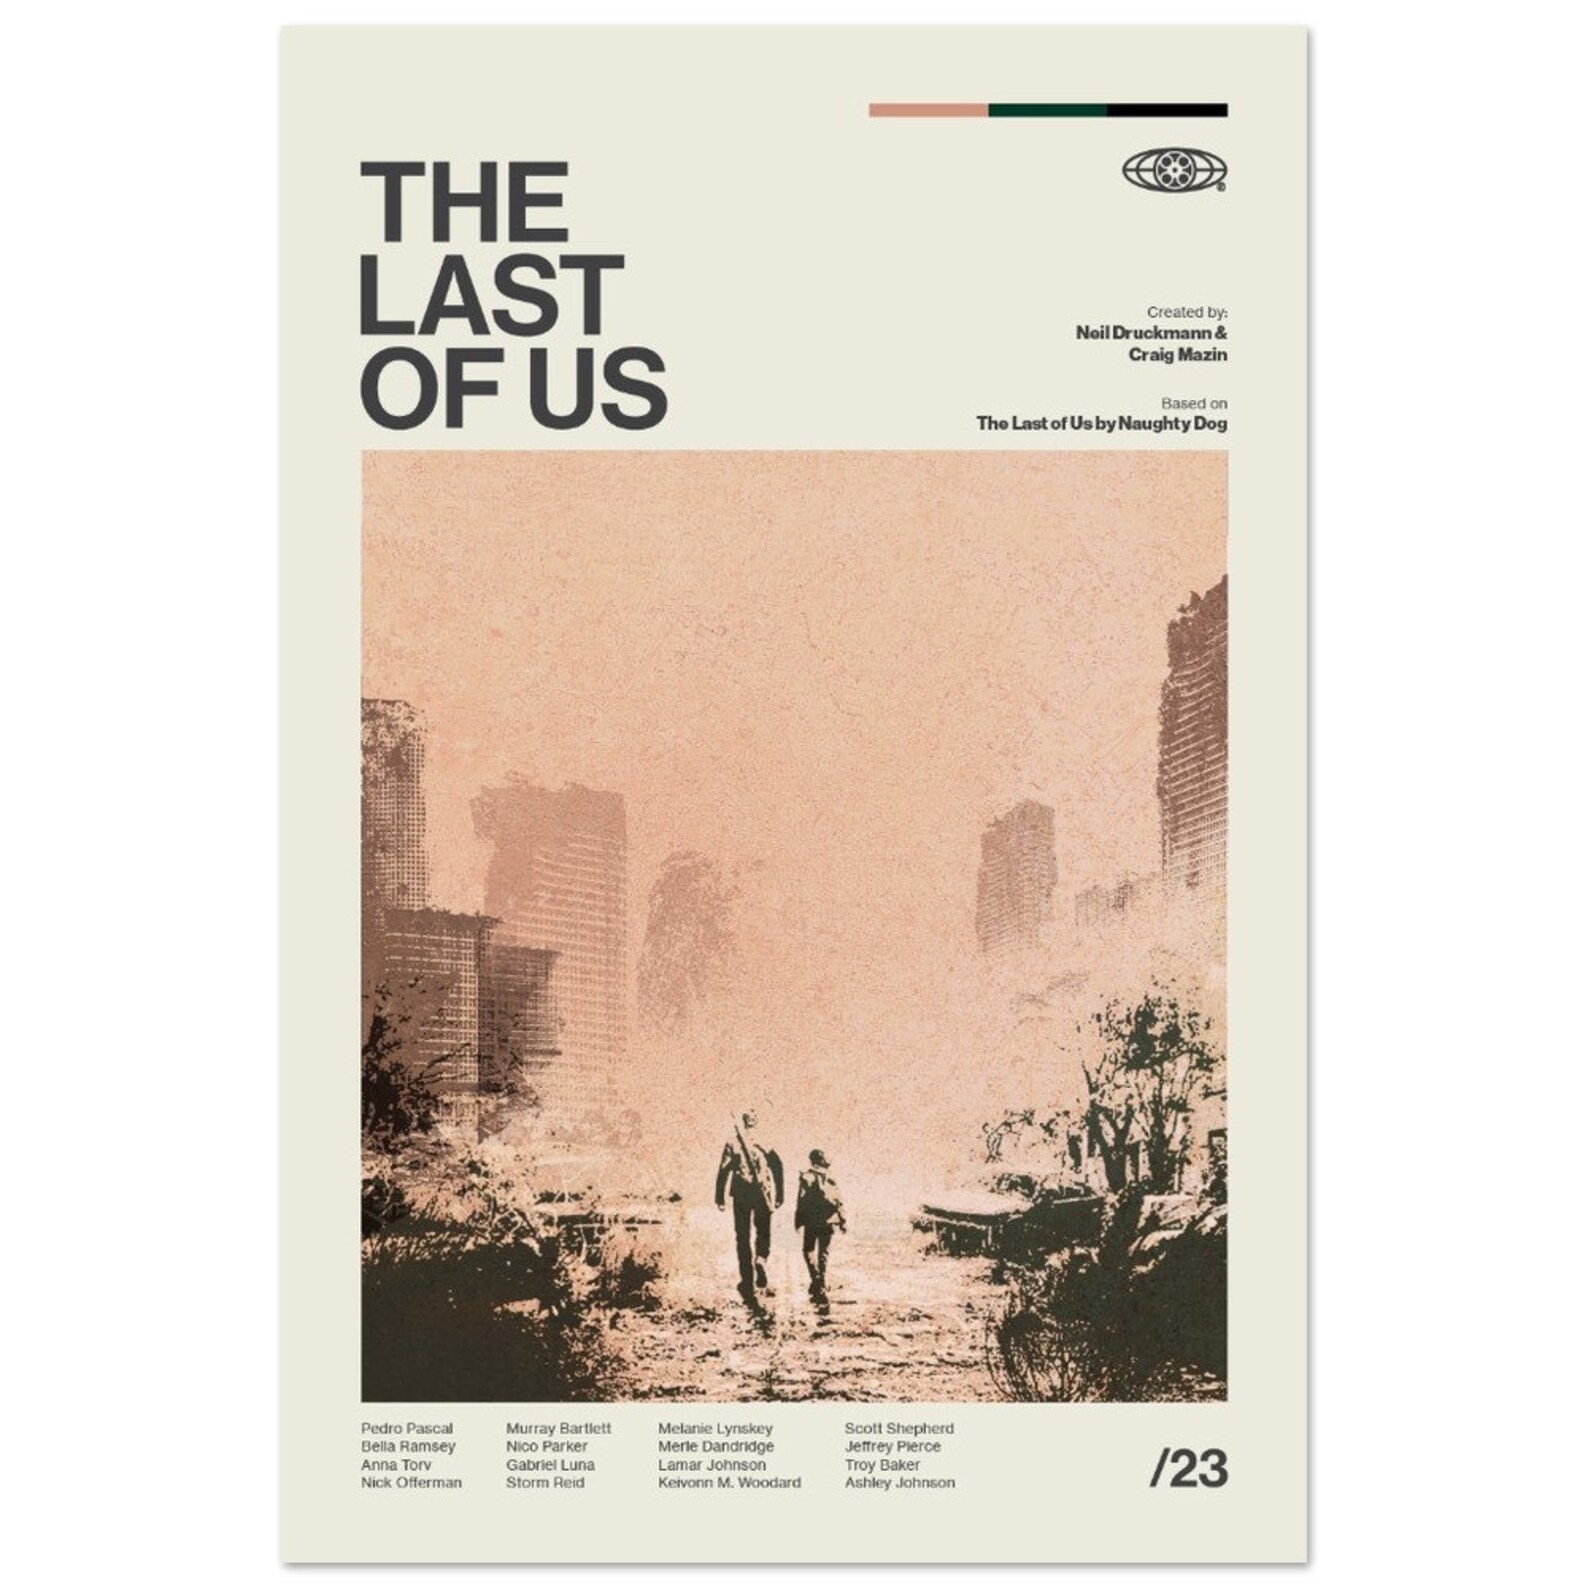 THE
LAST
OF US
Created by:
Neil Druckmann &
Craig Mazin
Based on
The Last of Us by Naughty Dog
Pedro Pascal
Bella Ramsey
Anna Torv
Nick Offerman
Murray Bartlett
Nico Parker
Gabriel Luna
Storm Reid
Melanie Lynskey
Merle Dandridge
Lamar Johnson
Keivonn M. Woodard
Scott Shepherd
Jeffrey Pierce
Troy Baker
Ashley Johnson
/23